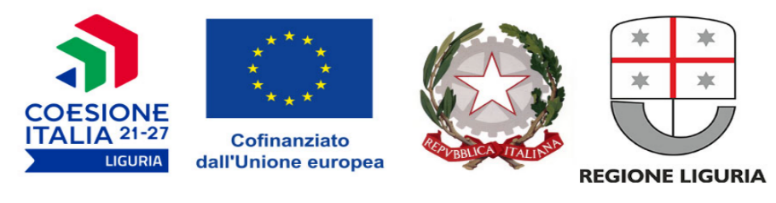 COESIONE
ITALIA 21-27
LIGURIA
Cofinanziato
dall'Unione europea
REPVBBLICA ITALIANA
REGIONE LIGURIA